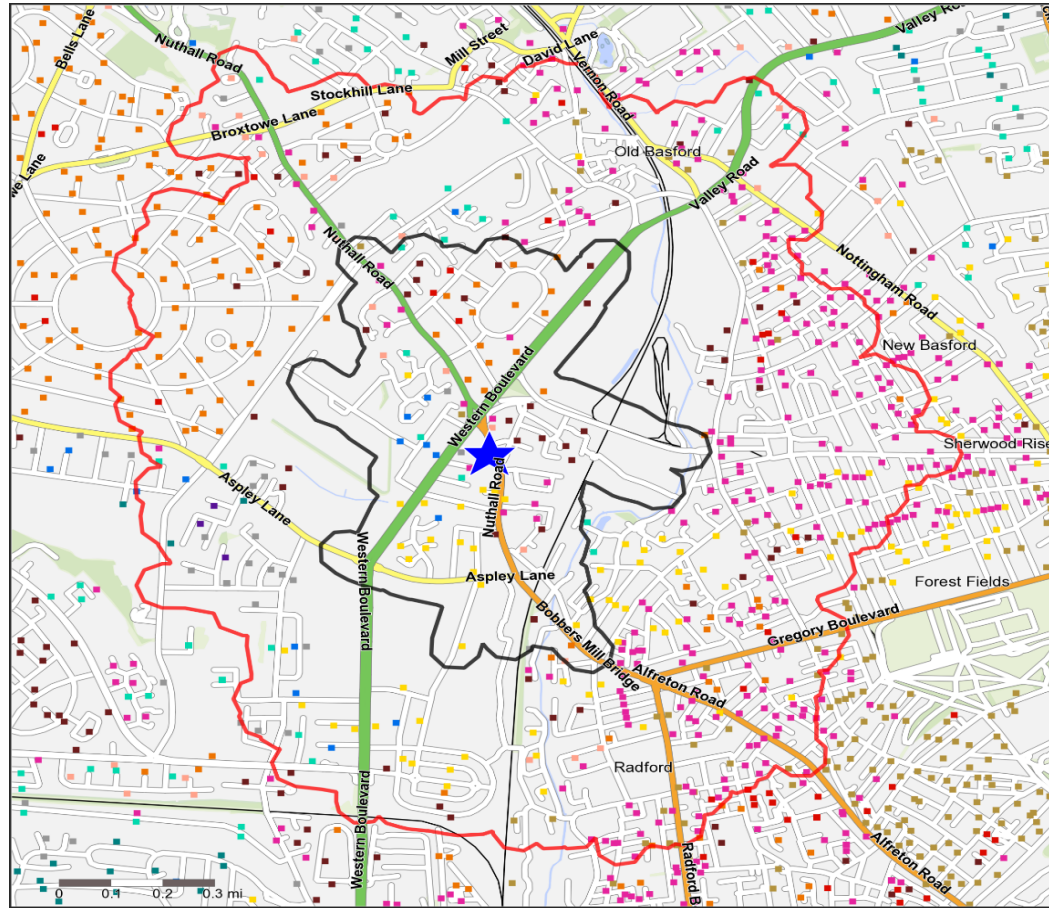 Bells Lane
Nuthall Road
Mill Street
David Lane
Valley Ro
Stockhill Lane
Vernon Road
Broxtowe Lane
we Lane
Old Basford
Valley Road
Nuthall Road
Nottingham Road
New Basford
Western Boulevard
Sherwood Rise
Aspley Lane
Nuthall Road
Western Boulevard
Aspley Lane
Forest Fields
Bobbers Mill Bridge
Gregory Boulevard
Alfreton Road
Radford
Western Boulevard
Radford B
Alfreton Road
0 0.1 0.2 0.3 mi